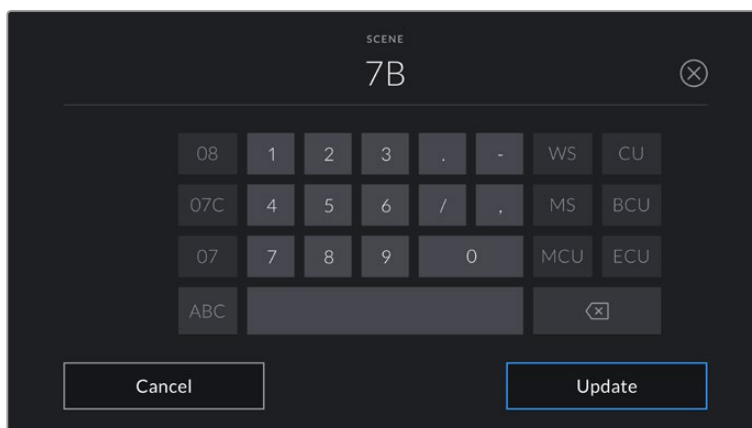 SCENE
7B
08 1 2 3 . - WS CU
07C 4 5 6 / , MS BCU
07 7 8 9 0 MCU ECU
ABC
Cancel Update